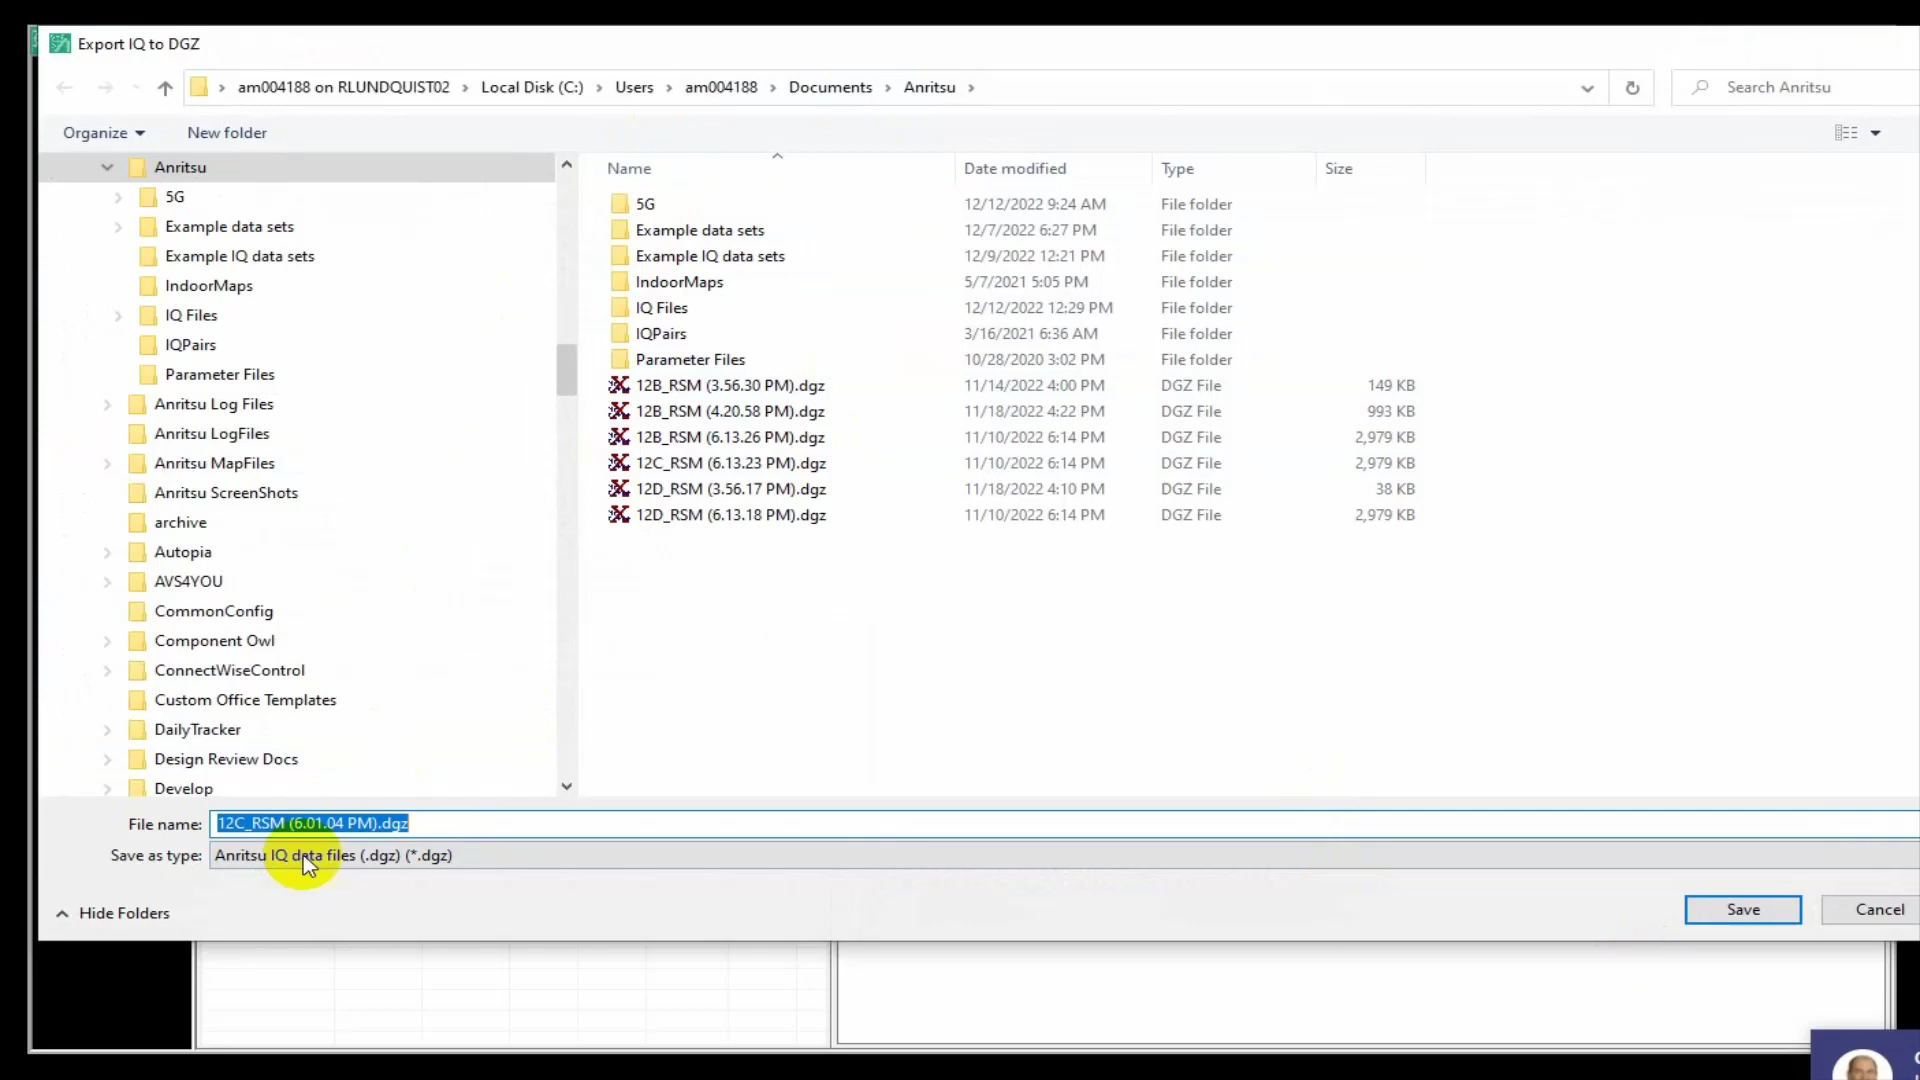 Export IQ to DGZ
am004188 on RLUNDQUIST02 > Local Disk (C:) > Users > am004188 > Documents > Anritsu >
Search Anritsu
Organize New folder
Anritsu
5G
Example data sets
Example IQ data sets
IndoorMaps
IQ Files
IQPairs
Parameter Files
Anritsu Log Files
Anritsu LogFiles
Anritsu MapFiles
Anritsu ScreenShots
archive
Autopia
AVS4YOU
CommonConfig
Component Owl
ConnectWiseControl
Custom Office Templates
DailyTracker
Design Review Docs
Develop
Name Date modified Type Size
5G 12/12/2022 9:24 AM File folder
Example data sets 12/7/2022 6:27 PM File folder
Example IQ data sets 12/9/2022 12:21 PM File folder
IndoorMaps 5/7/2021 5:05 PM File folder
IQ Files 12/12/2022 12:29 PM File folder
IQPairs 3/16/2021 6:36 AM File folder
Parameter Files 10/28/2020 3:02 PM File folder
12B_RSM (3.56.30 PM).dgz 11/14/2022 4:00 PM DGZ File 149 KB
12B_RSM (4.20.58 PM).dgz 11/18/2022 4:22 PM DGZ File 993 KB
12B_RSM (6.13.26 PM).dgz 11/10/2022 6:14 PM DGZ File 2,979 KB
12C_RSM (6.13.23 PM).dgz 11/10/2022 6:14 PM DGZ File 2,979 KB
12D_RSM (3.56.17 PM).dgz 11/18/2022 4:10 PM DGZ File 38 KB
12D_RSM (6.13.18 PM).dgz 11/10/2022 6:14 PM DGZ File 2,979 KB
File name: 12C_RSM (6.01.04 PM).dgz
Save as type: Anritsu IQ data files (.dgz) (*.dgz)
Hide Folders
Save Cancel